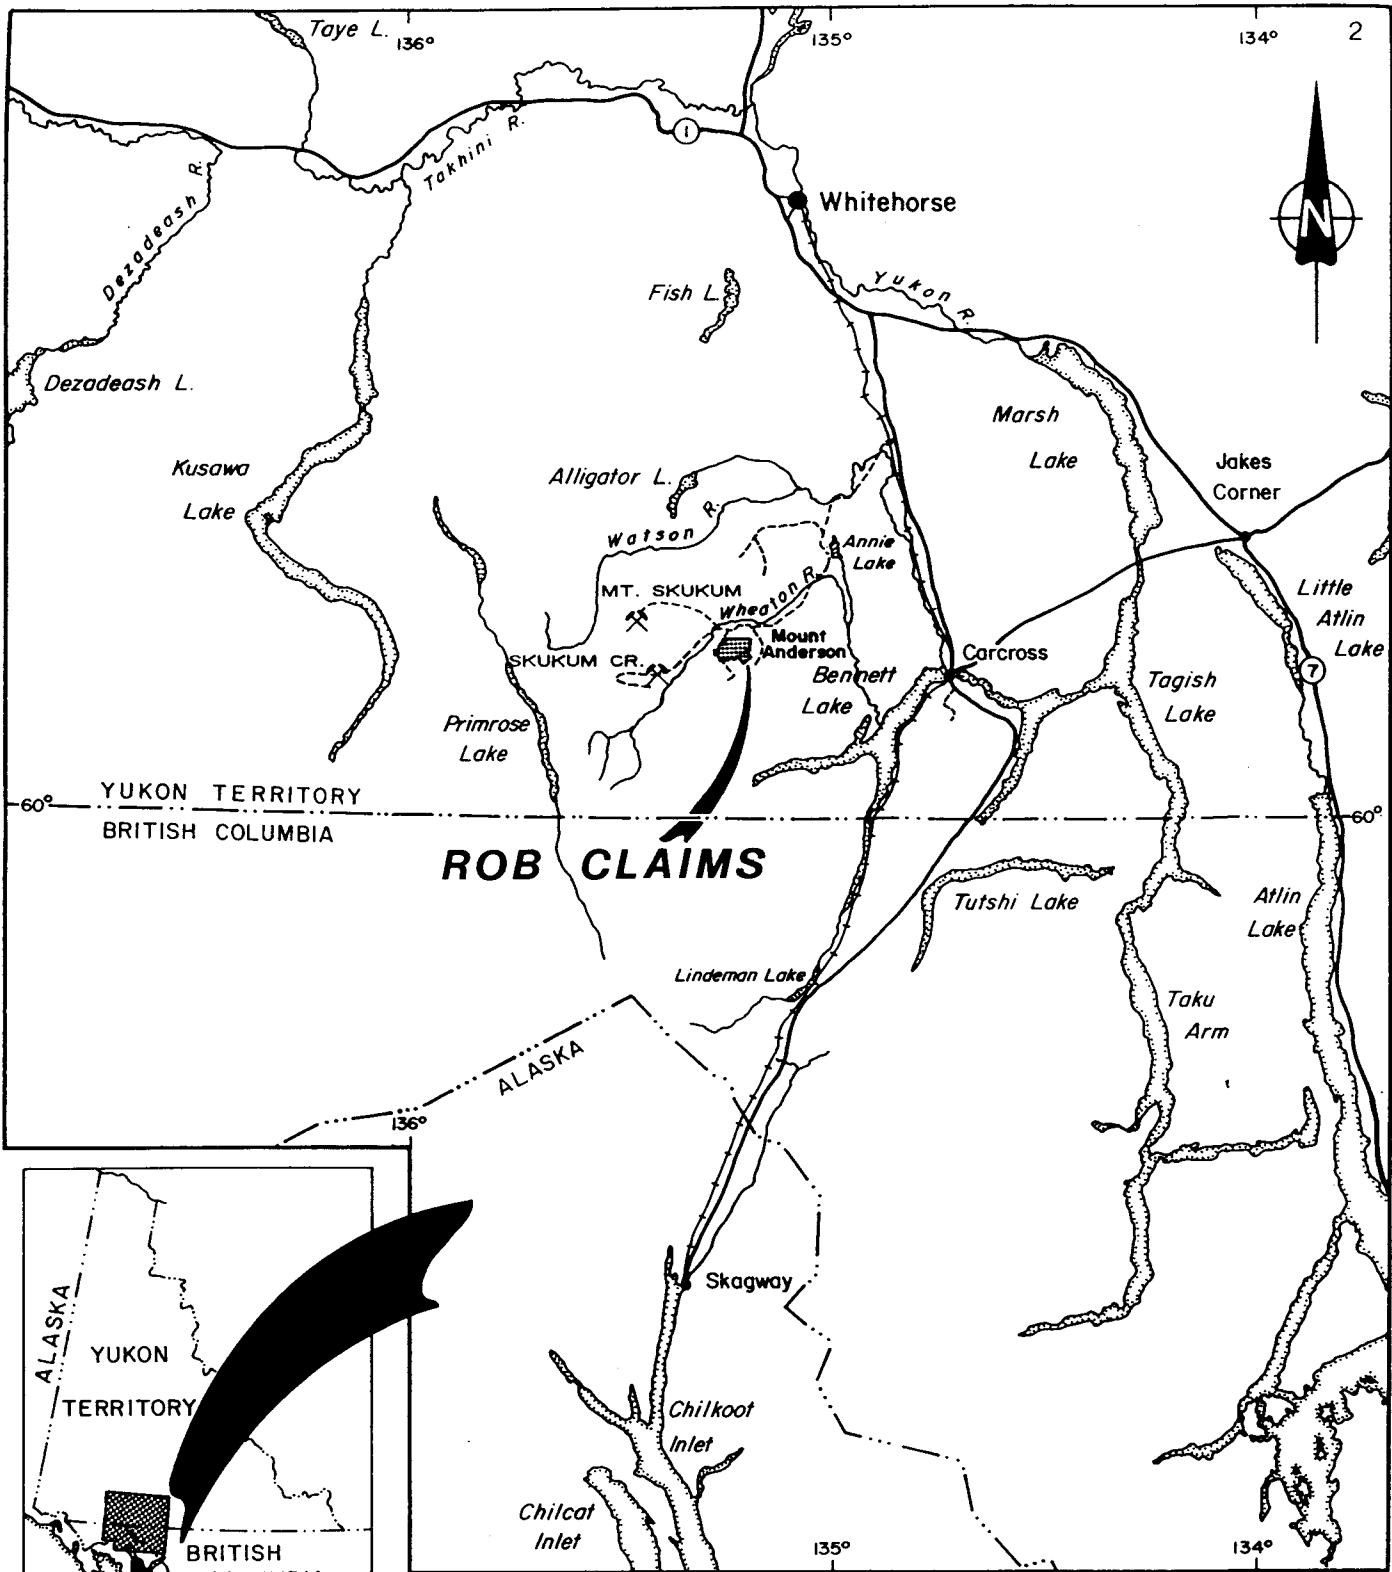 Taye L.
136°
135°
134°
2
1
Takhini R.
Dezadeash R.
N
Whitehorse
Yukon R.
Fish L.
Dezadeash L.
Marsh
Lake
Kusawa
Lake
Alligator L.
Jakes
Corner
Watson R.
Annie
Lake
MT. SKUKUM
Wheaton R.
Little
Atlin
Lake
Mount
Anderson
SKUKUM CR.
Carcross
7
Bennett
Lake
Tagish
Lake
Primrose
Lake
YUKON TERRITORY
60°
60°
BRITISH COLUMBIA
ROB CLAIMS
Tutshi Lake
Atlin
Lake
Lindeman Lake
Taku
Arm
ALASKA
136°
Skagway
ALASKA
YUKON
TERRITORY
Chilkoot
Inlet
Chilcat
Inlet
BRITISH
135°
134°